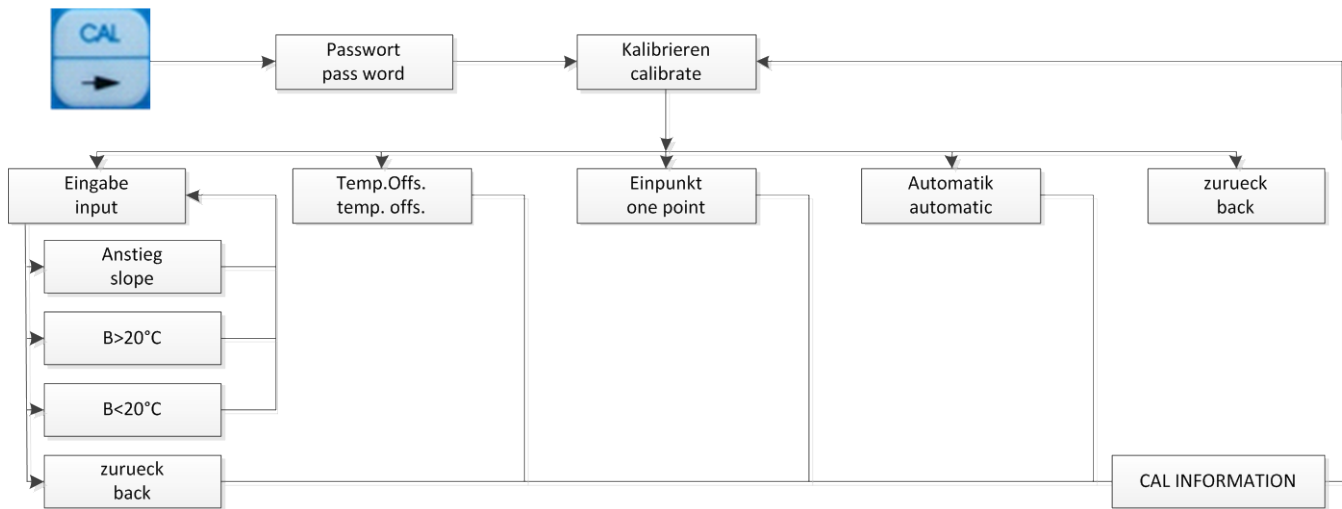 CAL
Passwort
pass word
Kalibrieren
calibrate
Eingabe
input
Temp.Offs.
temp. offs.
Einpunkt
one point
Automatik
automatic
zurueck
back
Anstieg
slope
B>20°C
B<20°C
zurueck
back
CAL INFORMATION